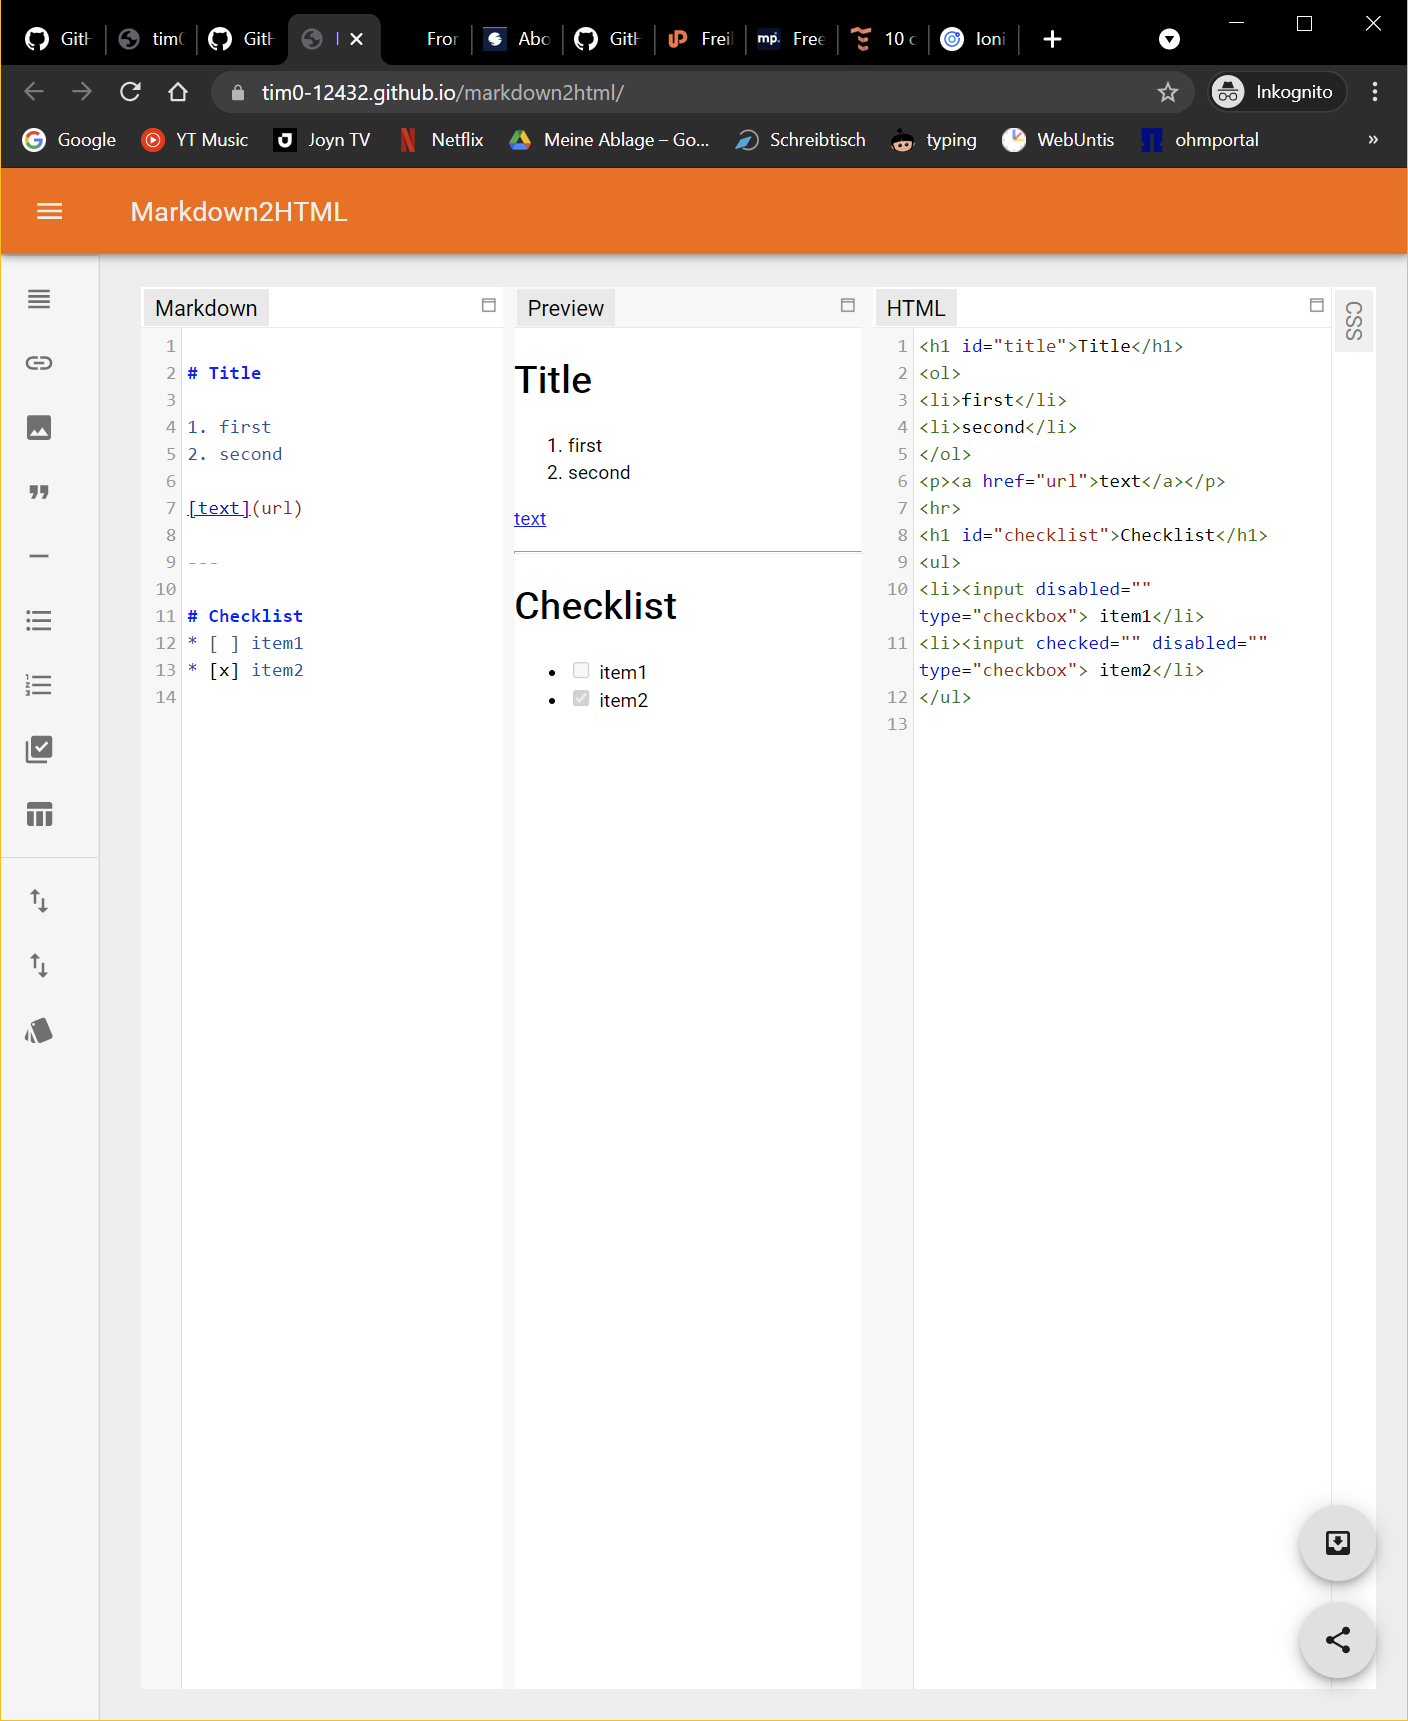 GitH
tim0
GitH
Fror
Abo
GitH
Frei
mp.
Free
10 c
Ioni
tim0-12432.github.io/markdown2html/
Inkognito
Google
YT Music
Joyn TV
Netflix
Meine Ablage – Go...
Schreibtisch
typing
WebUntis
ohmportal
»
Markdown2HTML
Markdown
1
2 # Title
3
4 1. first
5 2. second
6
7 [text](url)
8
9 ---
10
11 # Checklist
12 * [ ] item1
13 * [x] item2
14
Preview
Title
1. first
2. second
text
Checklist
• item1
• item2
HTML
1 <h1 id="title">Title</h1>
2 <ol>
3 <li>first</li>
4 <li>second</li>
5 </ol>
6 <p><a href="url">text</a></p>
7 <hr>
8 <h1 id="checklist">Checklist</h1>
9 <ul>
10 <li><input disabled=""
type="checkbox"> item1</li>
11 <li><input checked="" disabled=""
type="checkbox"> item2</li>
12 </ul>
13
CSS